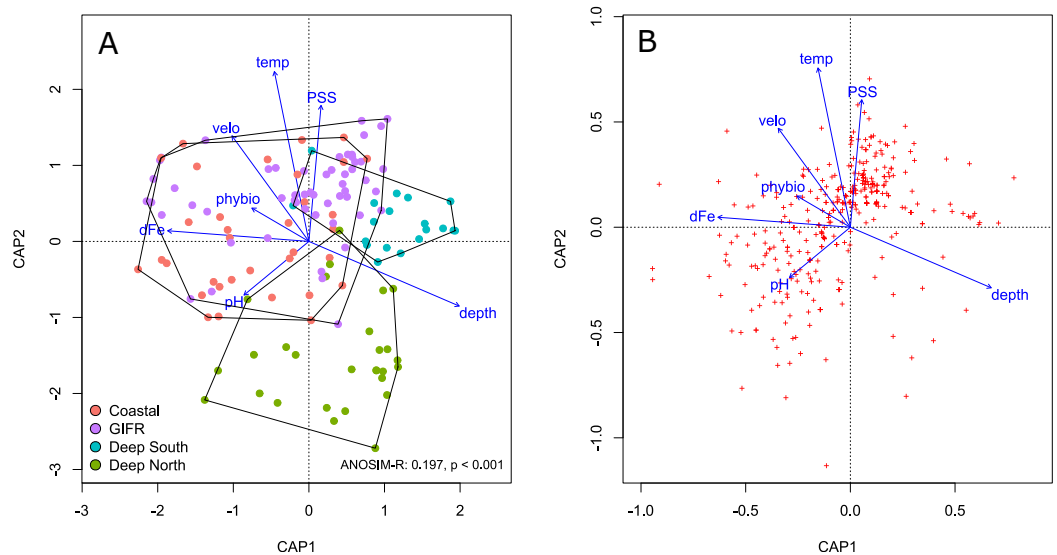 A
-3 -2 -1 0 1 2
-3 -2 -1 0 1 2
CAP1
CAP2
temp
PSS
velo
phybio
dFe
pH
depth
Coastal
GIFR
Deep South
Deep North
ANOSIM-R: 0.197, p < 0.001
B
-1.0 -0.5 0.0 0.5
-1.0 -0.5 0.0 0.5 1.0
CAP1
CAP2
temp
PSS
velo
phybio
dFe
pH
depth